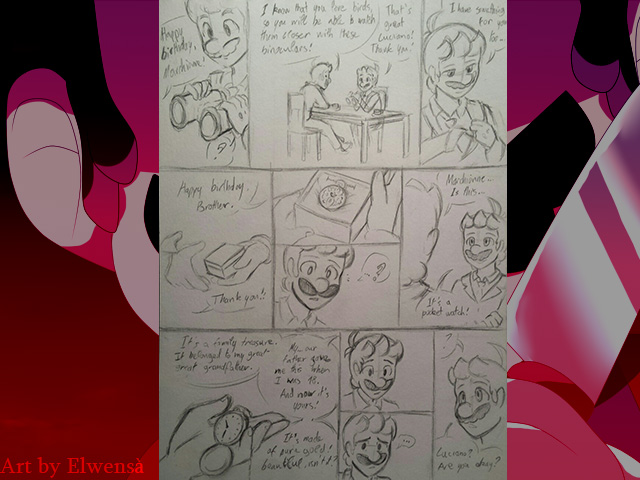 Happy
birthday,
I know that you love birds,
so you will be able to watch
them closer with these
binoculars!
That's
great
Luciano!
Thank you!
I have something
for you
too...
Happy birthday,
Brother.
Thank you!!
...?
Is this...
It's a
pocket watch!
It's a family treasure.
It belonged to my great
great grandfather.
My... our
father gave
me this when
I was 18.
And now it's
yours!
It's made
of pure gold!
beautiful, isn't it?
...
?
Luciano?
Are you okay?
Art by Elwensà